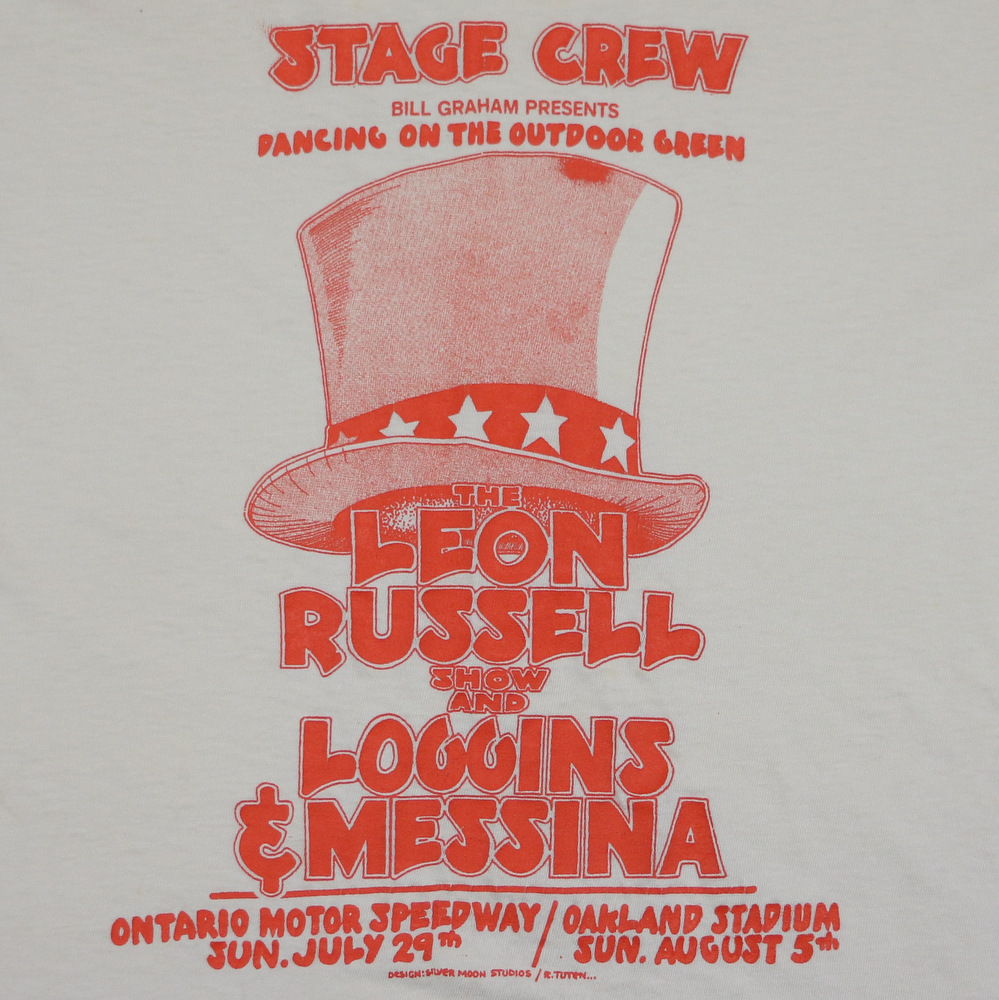 STAGE CREW
BILL GRAHAM PRESENTS
DANCING ON THE OUTDOOR GREEN
THE
LEON
RUSSELL
SHOW
AND
LOGGINS
& MESSINA
ONTARIO MOTOR SPEEDWAY / OAKLAND STADIUM
SUN. JULY 29th / SUN. AUGUST 5th
DESIGN: SILVER MOON STUDIOS / R. TUTEN...